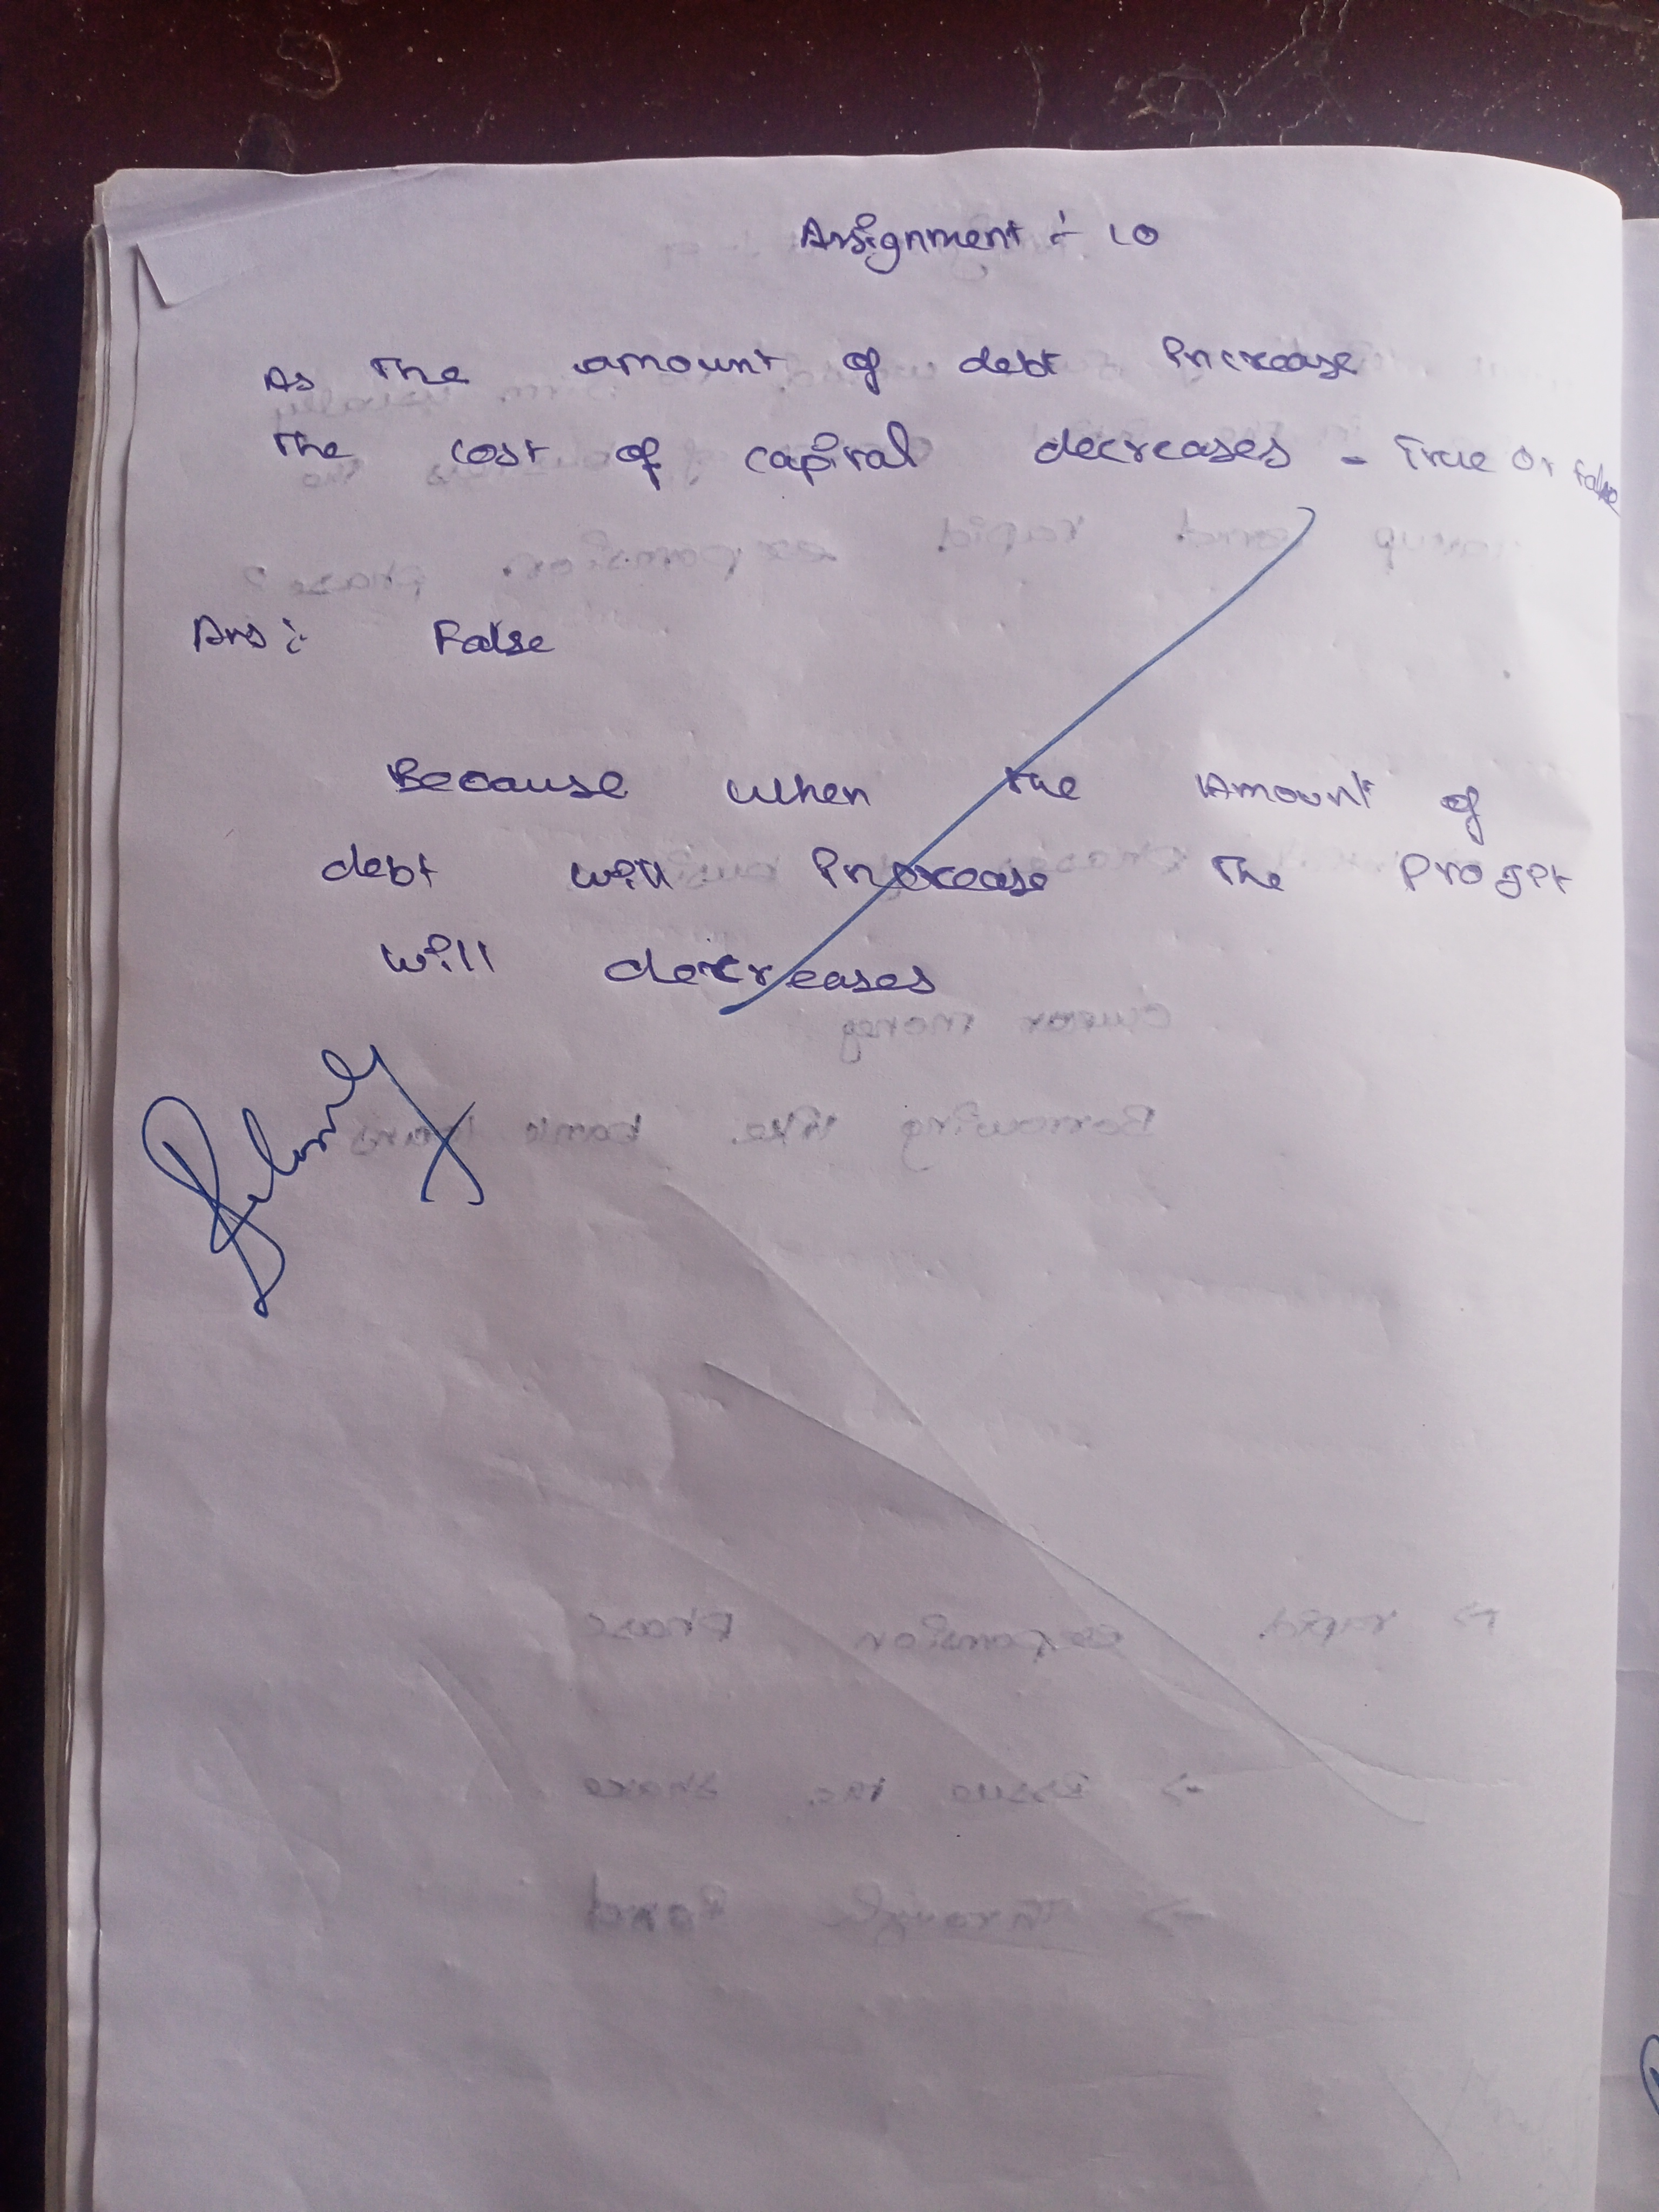 Assignment :- 10
As the amount of debt increase
the cost of capital decreases - True or False
Ans :- False
Because when the Amount of
debt will increase the profit
will decreases